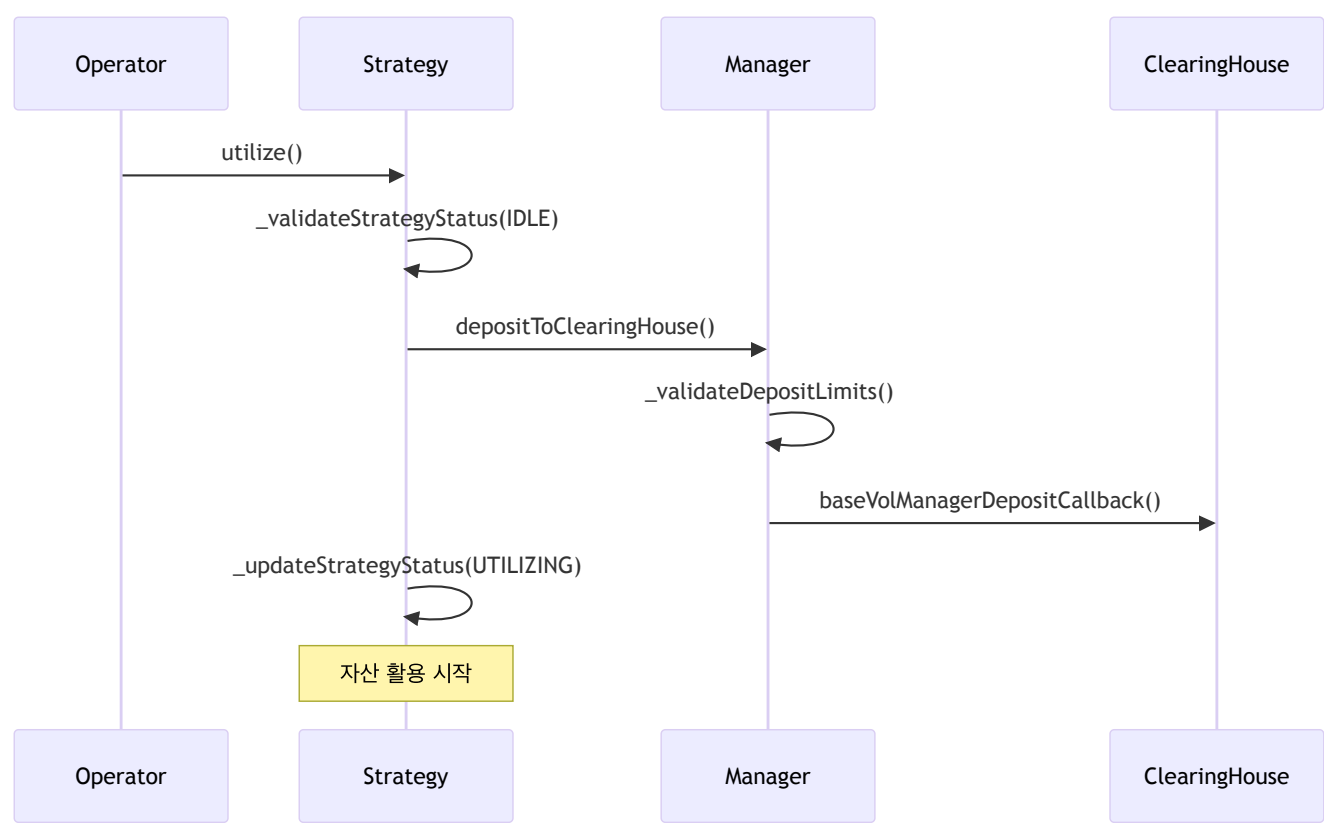 Operator
Strategy
Manager
ClearingHouse
utilize()
_validateStrategyStatus(IDLE)
depositToClearingHouse()
_validateDepositLimits()
baseVolManagerDepositCallback()
_updateStrategyStatus(UTILIZING)
자산 활용 시작
Operator
Strategy
Manager
ClearingHouse